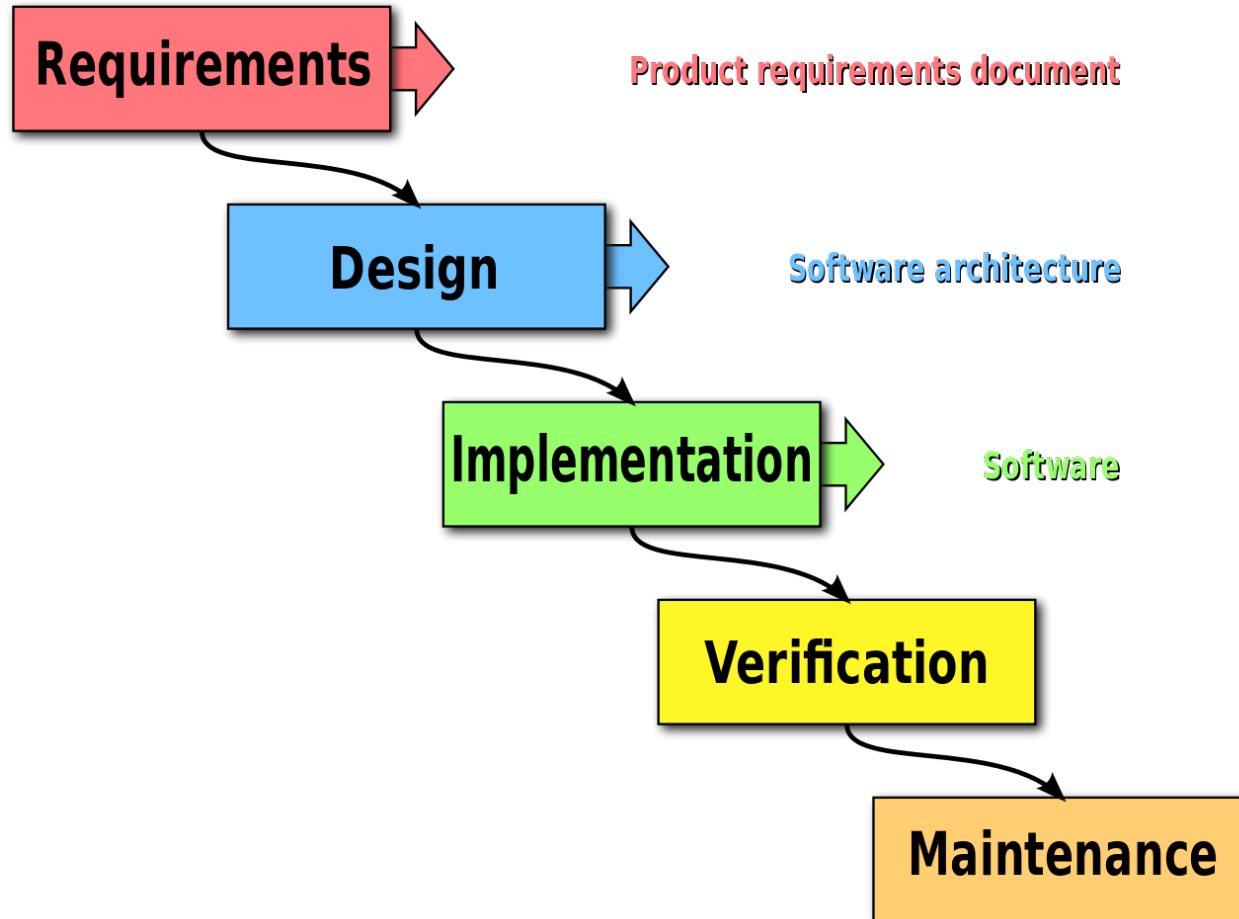 Requirements
Product requirements document
Design
Software architecture
Implementation
Software
Verification
Maintenance